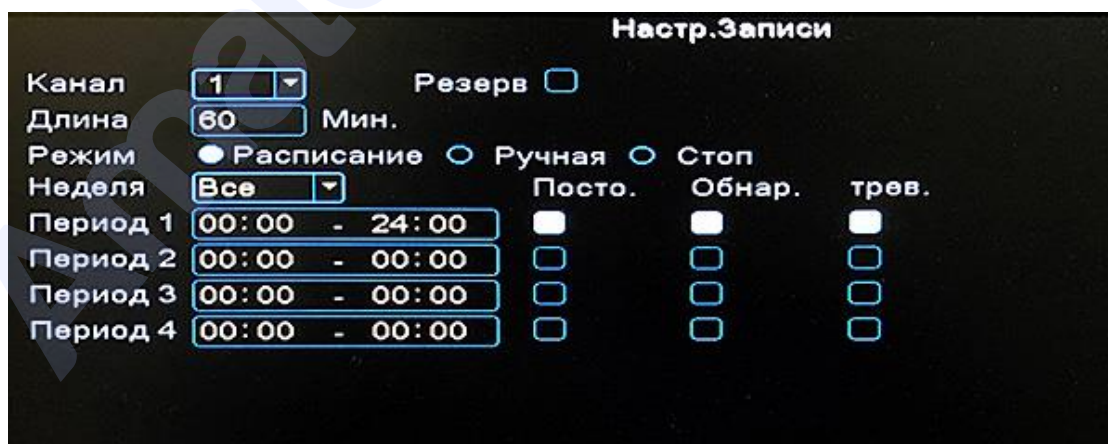 Настр.Записи
Канал 1 Резерв
Длина 60 Мин.
Режим Расписание Ручная Стоп
Неделя Все Посто. Обнар. трев.
Период 1 00:00 - 24:00
Период 2 00:00 - 00:00
Период 3 00:00 - 00:00
Период 4 00:00 - 00:00